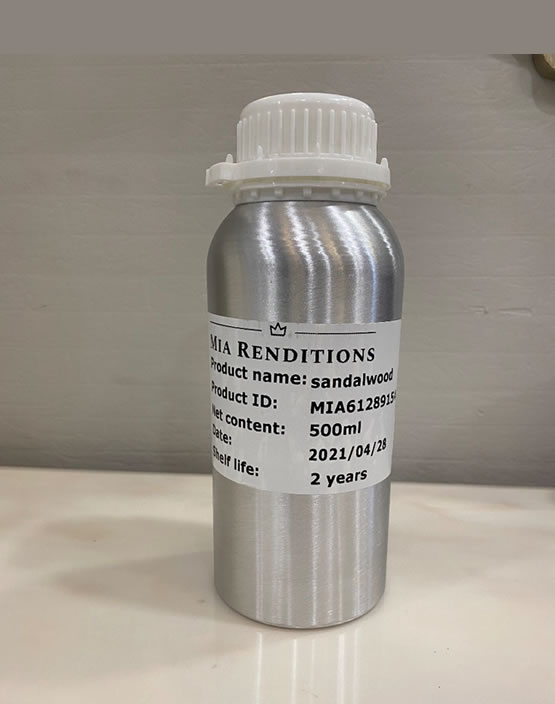 MIA RENDITIONS
Product name: sandalwood
Product ID:
Net content: 500ml
Date: 2021/04/28
Shelf life: 2 years